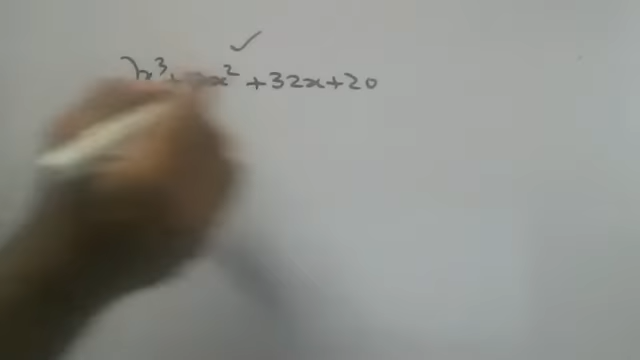 x³ + x² + 32x + 20